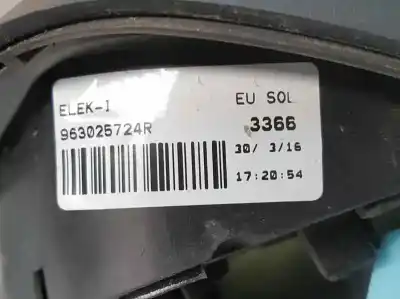 ELEK-I EU SOL
963025724R 3366
30/ 3/16
17:20:54